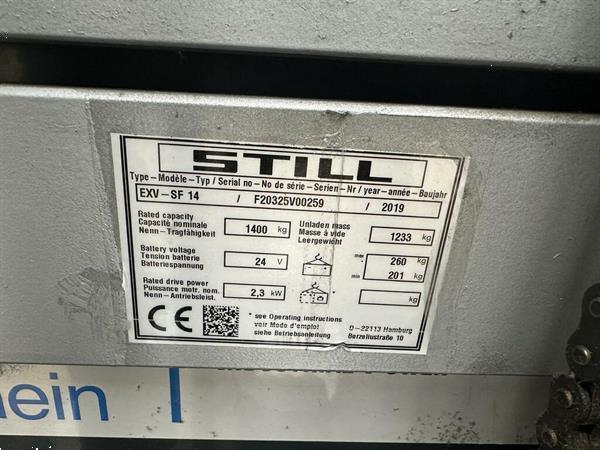 STILL
Type-Modèle-Typ / Serial no-No de série-Serien-Nr / year-année-Baujahr
EXV-SF 14 / F20325V00259 / 2019
Rated capacity
Capacité nominale
Nenn-Tragfähigkeit
1400 kg
Unladen mass
Masse à vide
Leergewicht
1233 kg
Battery voltage
Tension batterie
Batteriespannung
24 V
max 260 kg
min 201 kg
Rated drive power
Puissance motr. nom.
Nenn-Antriebsleist.
2,3 kW
* kg
CE
* see Operating instructions
voir Mode d'emploi
siehe Betriebsanleitung
D-22113 Hamburg
Berzeliusstraße 10
ein